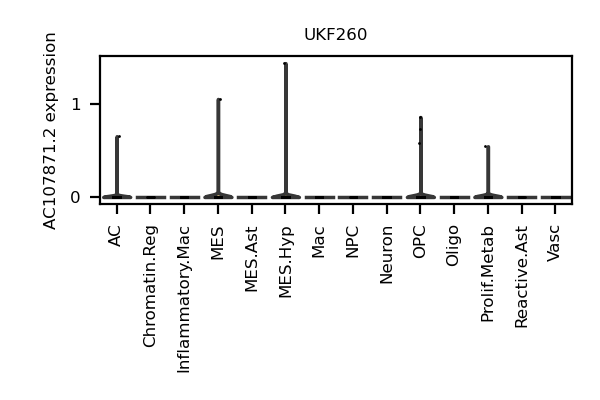 UKF260
AC107871.2 expression
1
0
AC
Chromatin.Reg
Inflammatory.Mac
MES
MES.Ast
MES.Hyp
Mac
NPC
Neuron
OPC
Oligo
Prolif.Metab
Reactive.Ast
Vasc